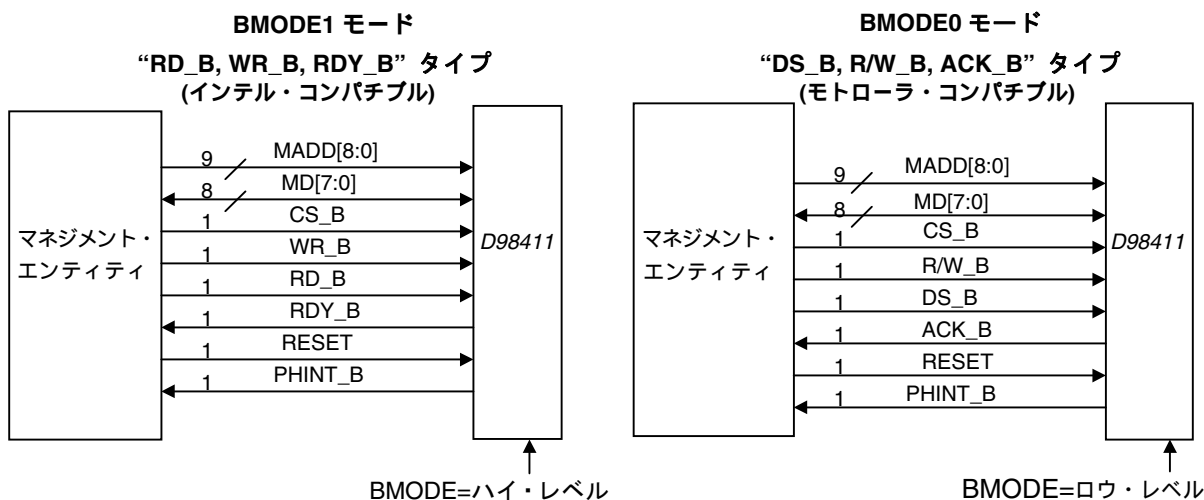 BMODE1 モード
“RD_B, WR_B, RDY_B” タイプ
(インテル・コンパチブル)
マネジメント・
エンティティ
9 MADD[8:0]
8 MD[7:0]
1 CS_B
1 WR_B
1 RD_B
1 RDY_B
1 RESET
1 PHINT_B
D98411
BMODE=ハイ・レベル
BMODE0 モード
“DS_B, R/W_B, ACK_B” タイプ
(モトローラ・コンパチブル)
マネジメント・
エンティティ
9 MADD[8:0]
8 MD[7:0]
1 CS_B
1 R/W_B
1 DS_B
1 ACK_B
1 RESET
1 PHINT_B
D98411
BMODE=ロウ・レベル